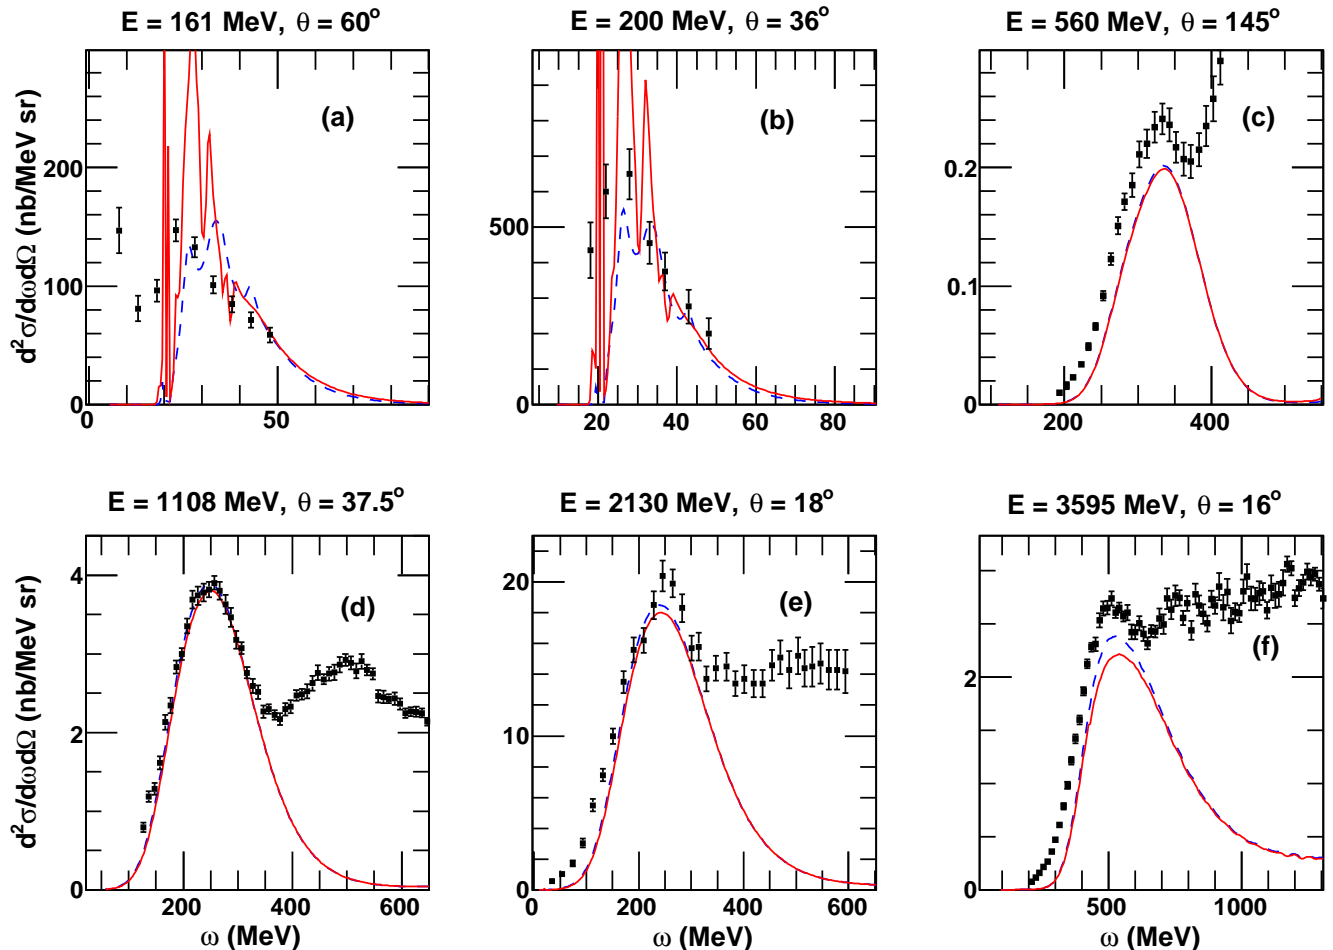 E = 161 MeV, θ = 60°
E = 200 MeV, θ = 36°
E = 560 MeV, θ = 145°
d²σ/dωdΩ (nb/MeV sr)
200
100
0
0
50
(a)
500
0
20
40
60
80
(b)
0.2
0.1
0
200
400
(c)
E = 1108 MeV, θ = 37.5°
E = 2130 MeV, θ = 18°
E = 3595 MeV, θ = 16°
d²σ/dωdΩ (nb/MeV sr)
4
2
0
200
400
600
(d)
ω (MeV)
20
10
0
0
200
400
600
(e)
ω (MeV)
2
0
500
1000
(f)
ω (MeV)